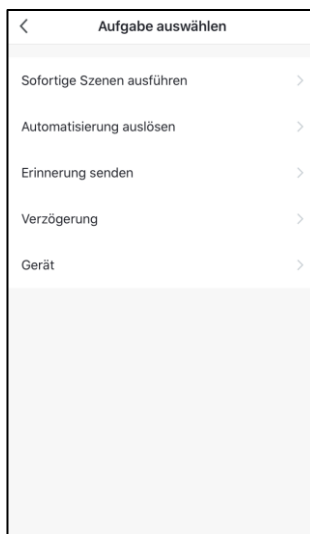 Aufgabe auswählen
Sofortige Szenen ausführen
Automatisierung auslösen
Erinnerung senden
Verzögerung
Gerät